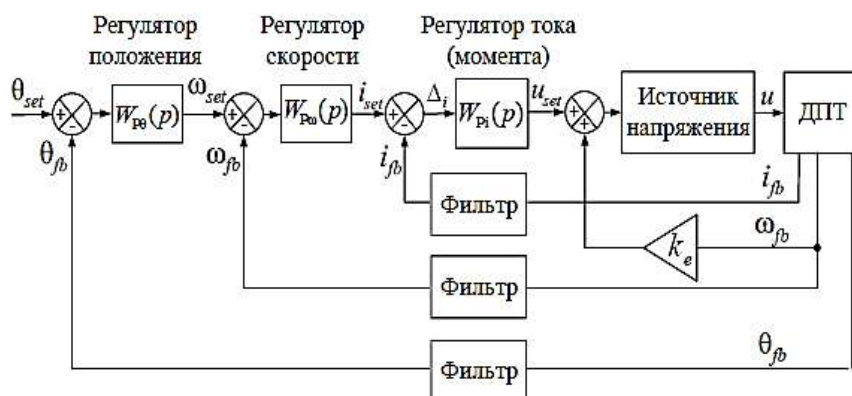 Регулятор
положения
Регулятор
скорости
Регулятор тока
(момента)
θset
+
-
WPθ(p)
ωset
+
-
WPω(p)
iset
+
-
Δi
WPi(p)
uset
+
+
Источник
напряжения
u
ДПТ
θfb
ωfb
ifb
Фильтр
ifb
ke
ωfb
Фильтр
Фильтр
θfb